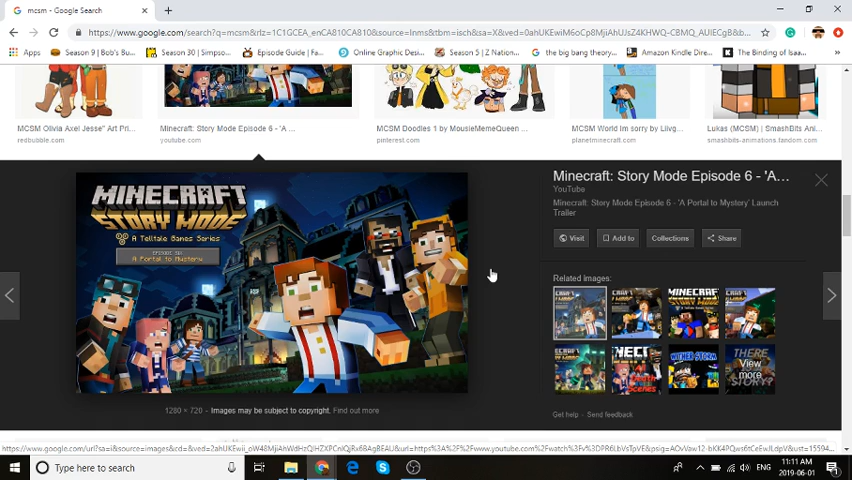 mcsm - Google Search
https://www.google.com/search?q=mcsm&rlz=1C1GCEA_enCA810CA810&source=lnms&tbm=isch&sa=X&ved=
Apps Season 9 | Bob's Bu... Season 30 | Simpso... Episode Guide | Fa... Online Graphic Desi... Season 5 | Z Nation... the big bang theory... Amazon Kindle Dire... The Binding of Isaa...
MCSM Olivia Axel Jesse" Art Pri... Minecraft: Story Mode Episode 6 - 'A ... MCSM Doodles 1 by MousieMemeQueen ... MCSM World Im sorry by Liivg... Lukas (MCSM) | SmashBits Ani...
redbubble.com youtube.com pinterest.com planetminecraft.com smashbits-animations.fandom.com
MINECRAFT
STORY MODE
A Telltale Games Series
EPISODE SIX
A Portal to Mystery
Minecraft: Story Mode Episode 6 - 'A...
YouTube
Minecraft: Story Mode Episode 6 - 'A Portal to Mystery' Launch
Trailer
Visit Add to Collections Share
Related images:
MINECRAFT
WITHER STORM
View
more
1280 × 720 - Images may be subject to copyright. Find out more
Get help - Send feedback
Type here to search
ENG
11:11 AM
2019-06-01